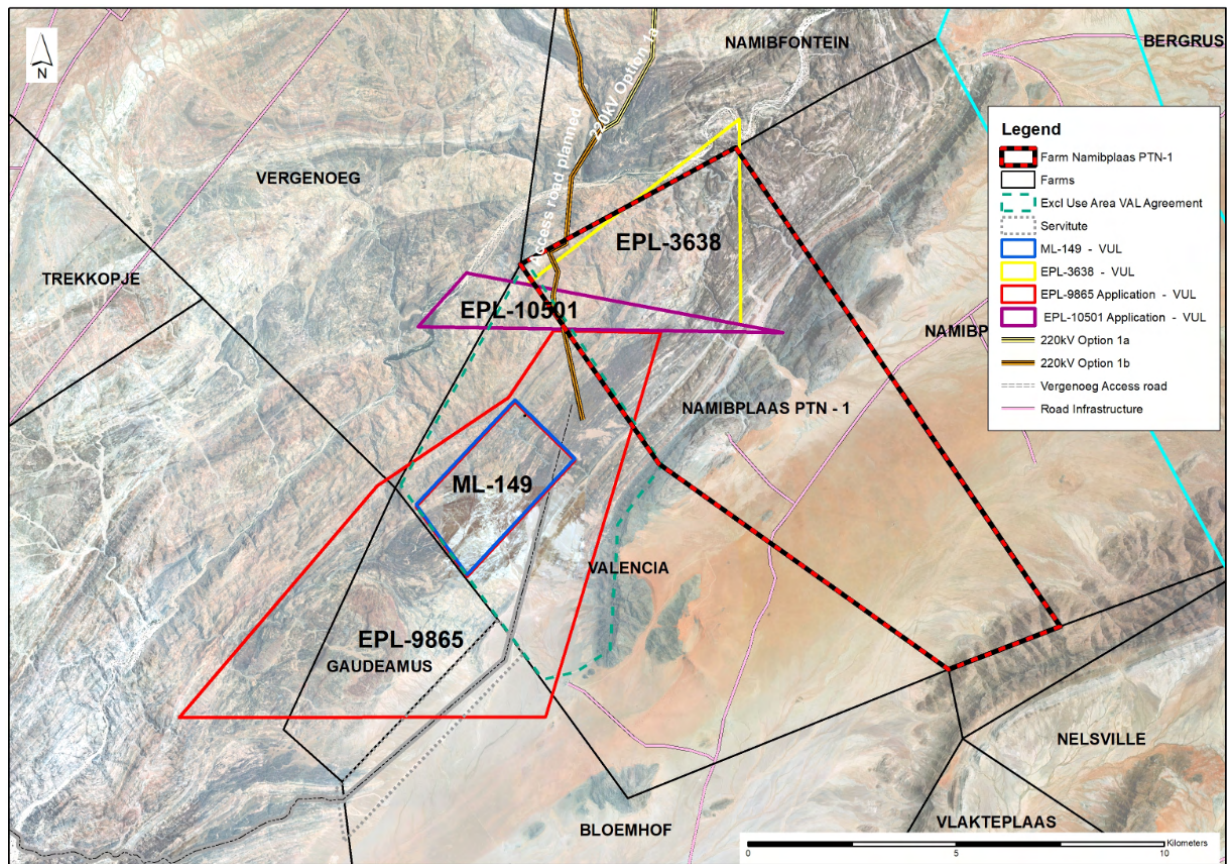 NAMIBFONTEIN
BERGRUS
N
220kV Option 1a
Access road planned
VERGENOEG
TREKKOPJE
EPL-3638
EPL-10501
NAMIBP
NAMIBPLAAS PTN - 1
ML-149
VALENCIA
EPL-9865
GAUDEAMUS
NELSVILLE
BLOEMHOF
VLAKTEPLAAS
Legend
Farm Namibplaas PTN-1
Farms
Excl Use Area VAL Agreement
Servitute
ML-149 - VUL
EPL-3638 - VUL
EPL-9865 Application - VUL
EPL-10501 Application - VUL
220kV Option 1a
220kV Option 1b
Vergenoeg Access road
Road Infrastructure
Kilometers
0 5 10